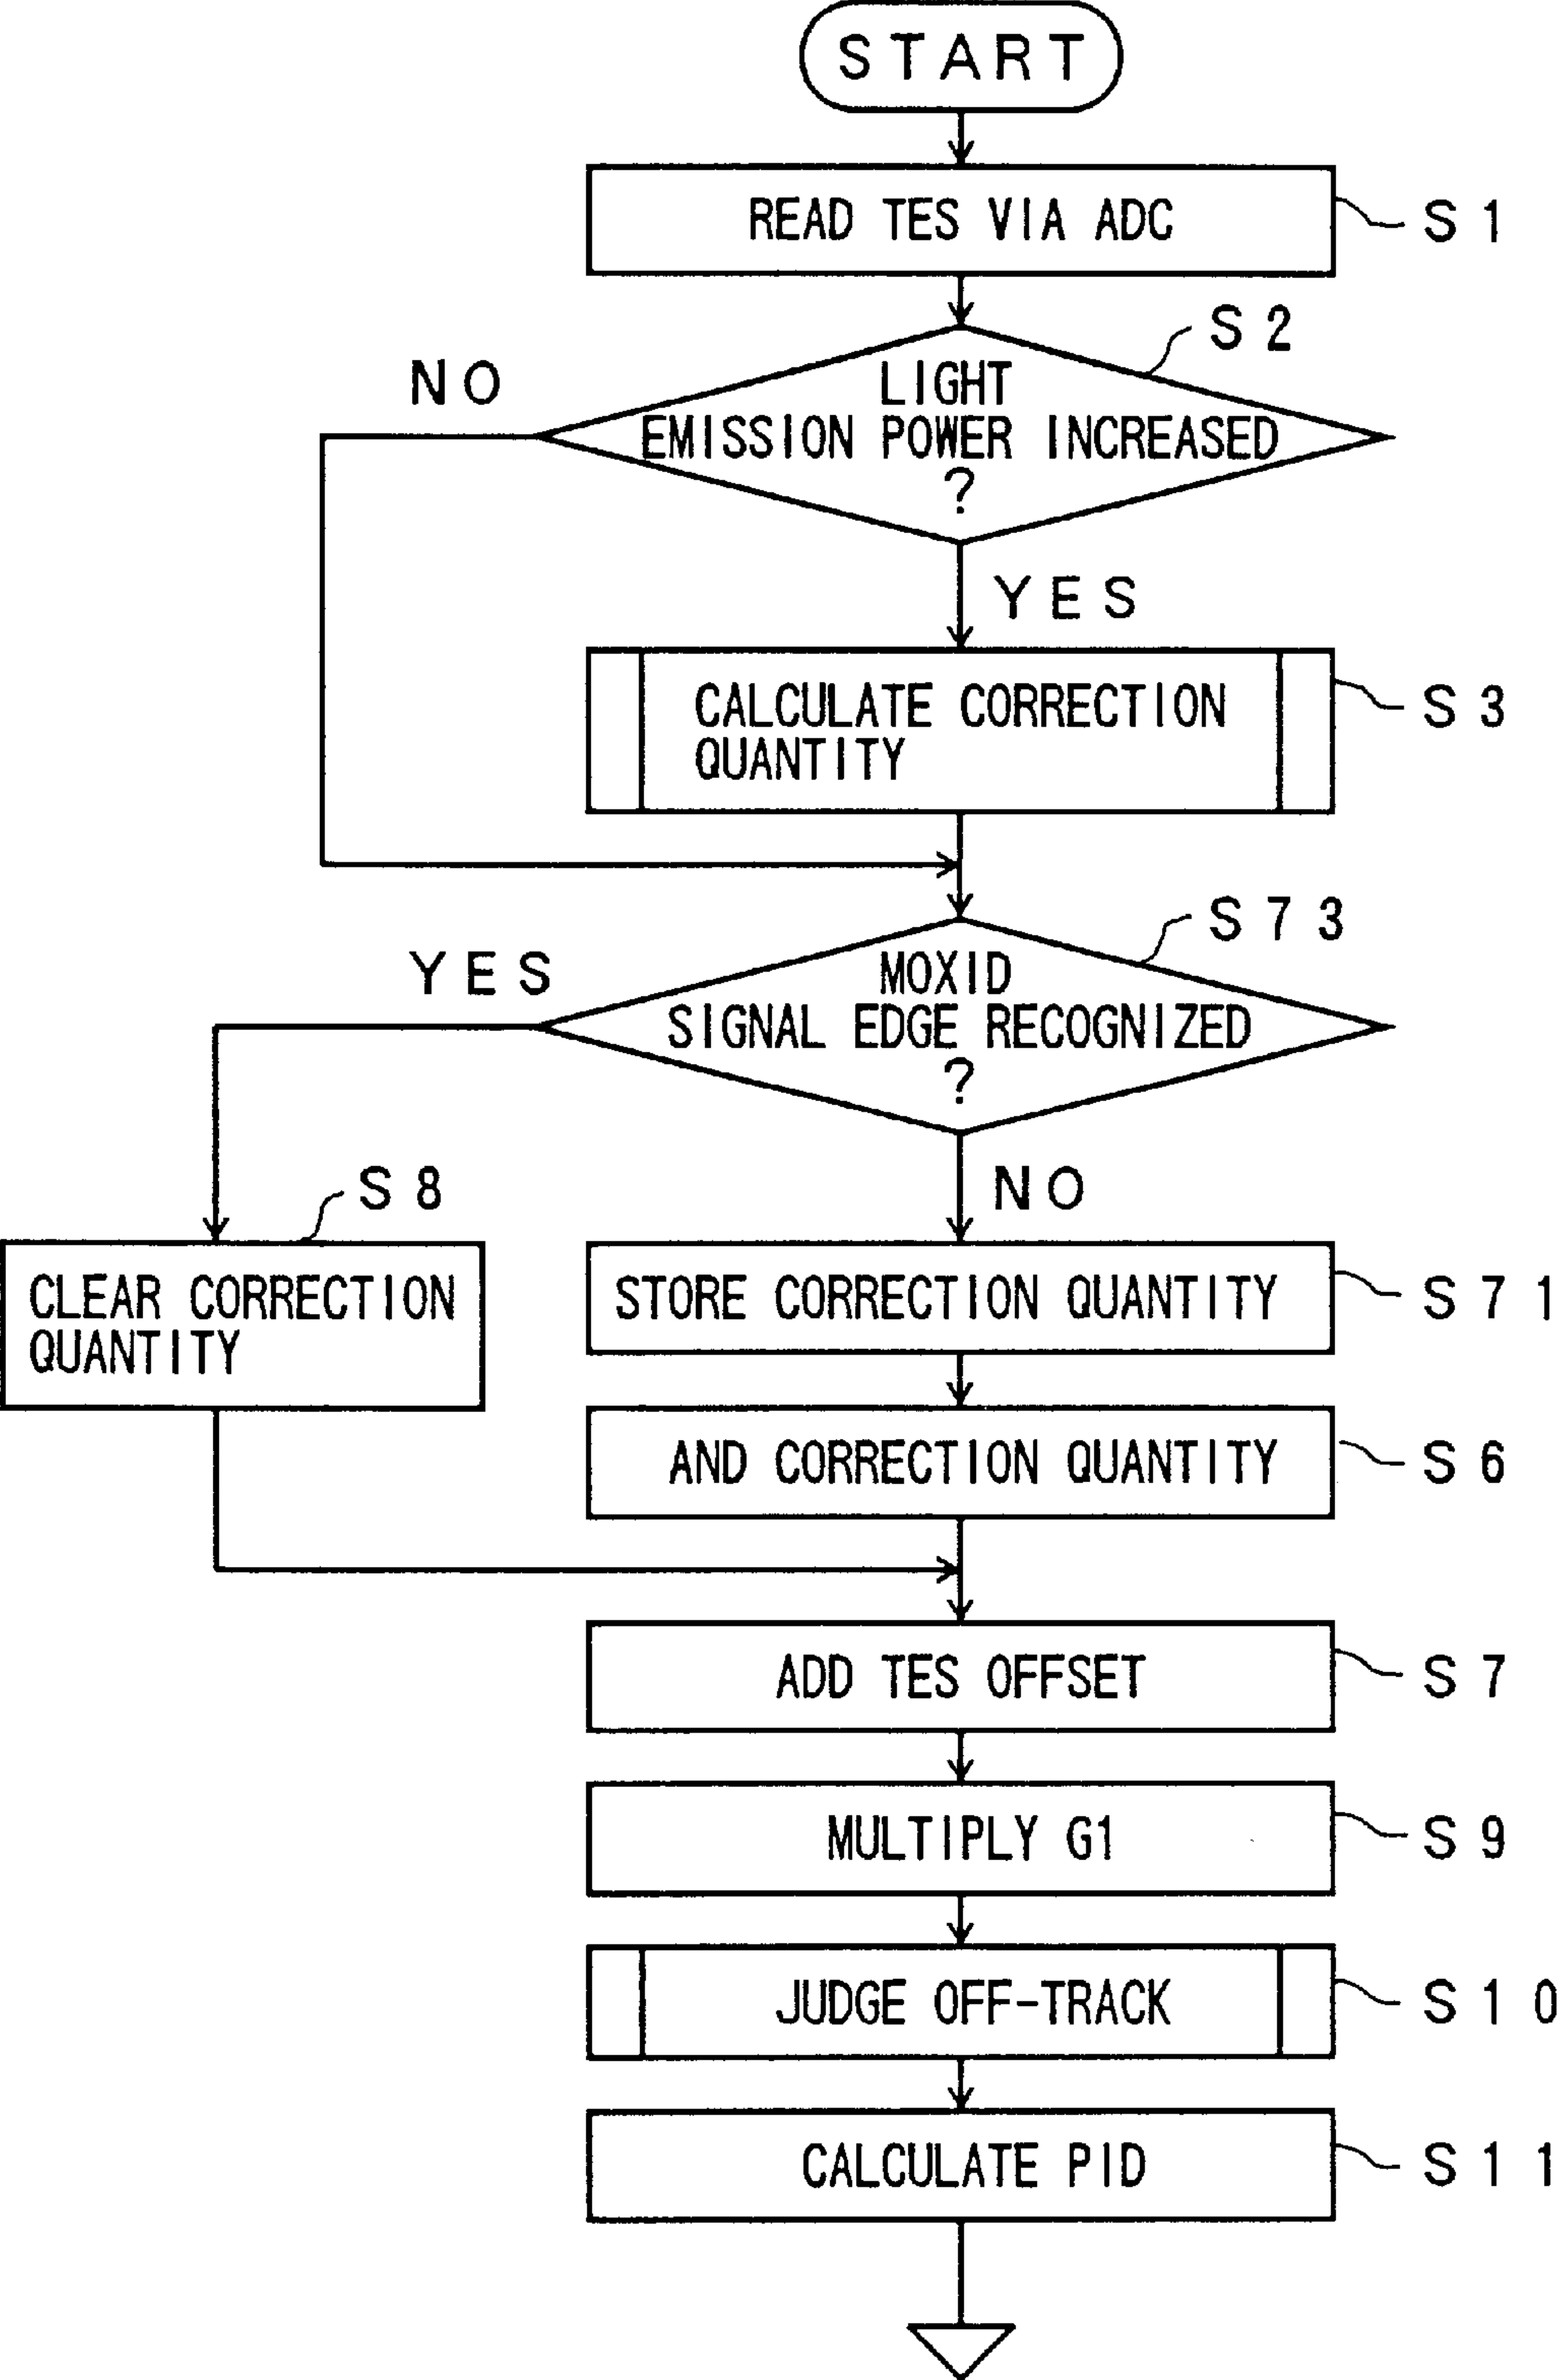 START
READ TES VIA ADC
S1
S2
NO
LIGHT
EMISSION POWER INCREASED
?
YES
CALCULATE CORRECTION
QUANTITY
S3
S73
YES
MOXID
SIGNAL EDGE RECOGNIZED
?
S8
NO
CLEAR CORRECTION
QUANTITY
STORE CORRECTION QUANTITY
S71
AND CORRECTION QUANTITY
S6
ADD TES OFFSET
S7
MULTIPLY G1
S9
JUDGE OFF-TRACK
S10
CALCULATE PID
S11